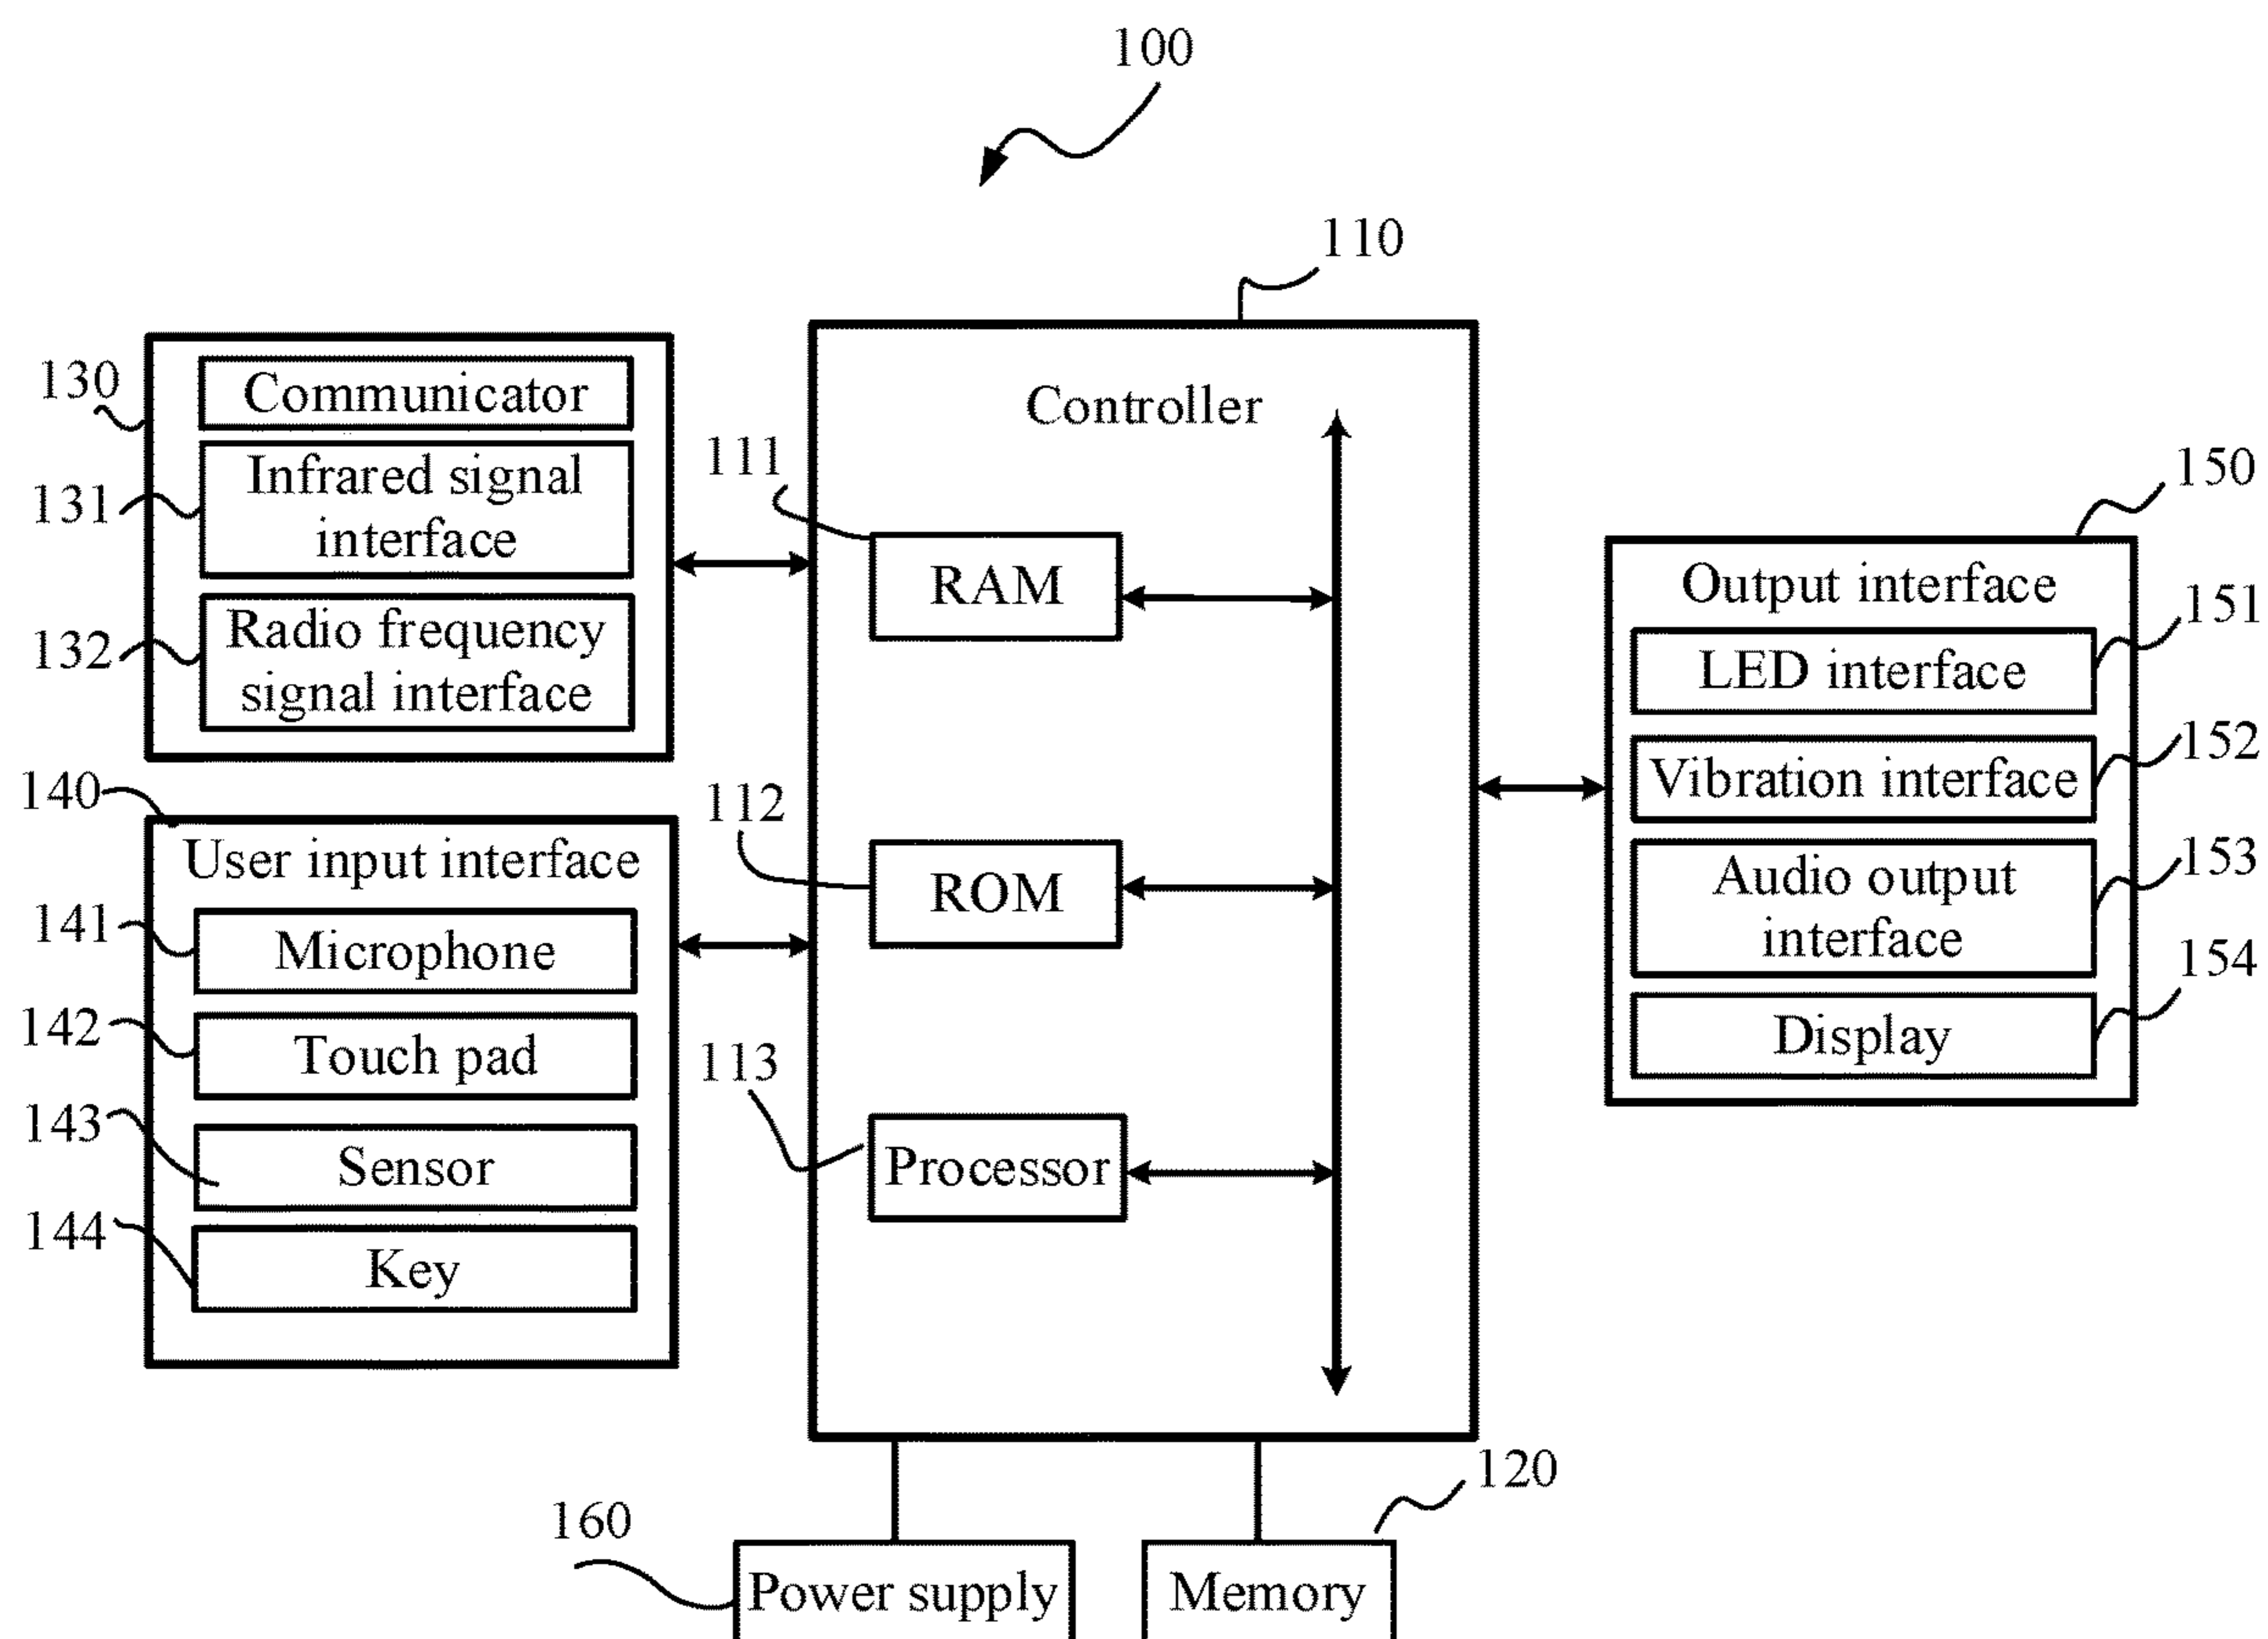 100
110
130
Communicator
131
Infrared signal
interface
132
Radio frequency
signal interface
140
User input interface
141
Microphone
142
Touch pad
143
Sensor
144
Key
Controller
111
RAM
112
ROM
113
Processor
150
Output interface
151
LED interface
152
Vibration interface
153
Audio output
interface
154
Display
160
Power supply
120
Memory